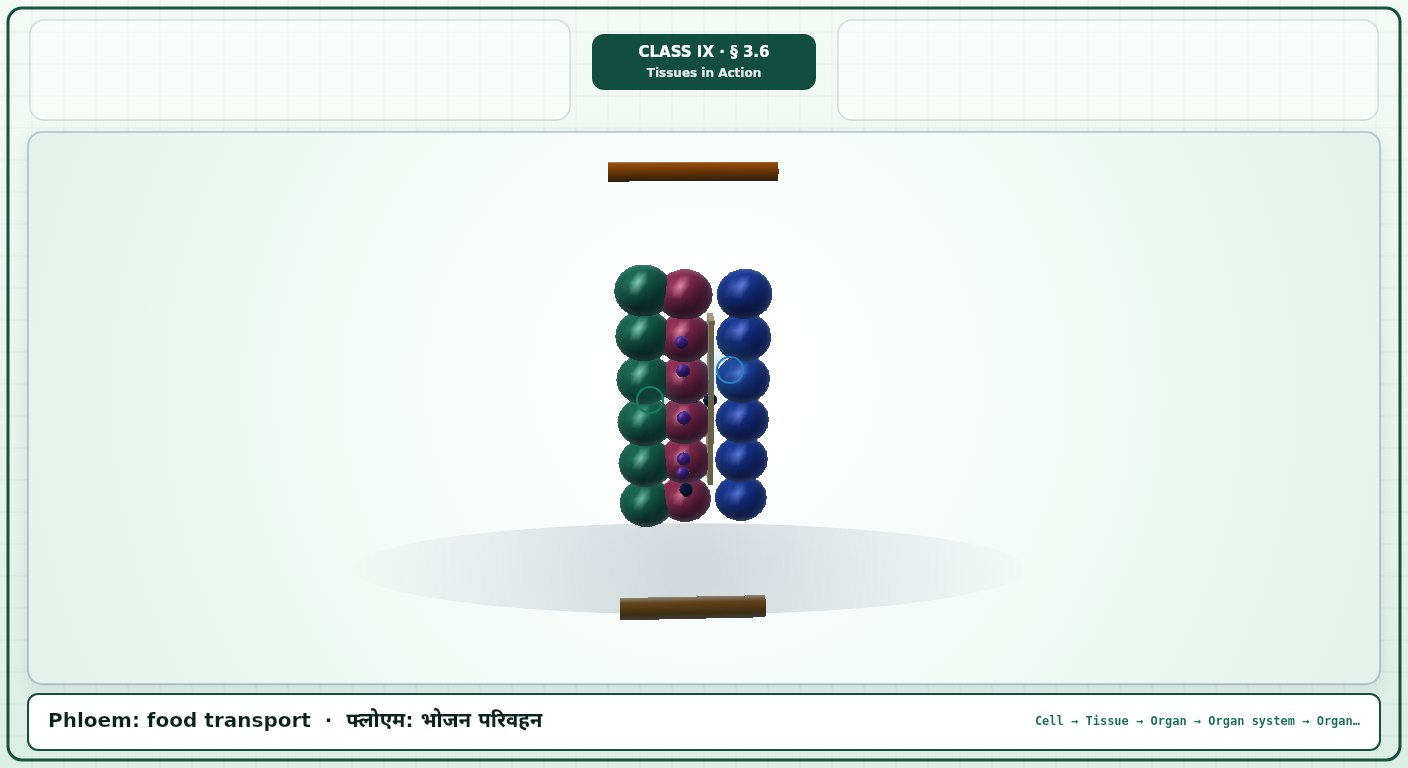 CLASS IX · § 3.6
Tissues in Action
Phloem: food transport · फ्लोएम: भोजन परिवहन
Cell → Tissue → Organ → Organ system → Organ…